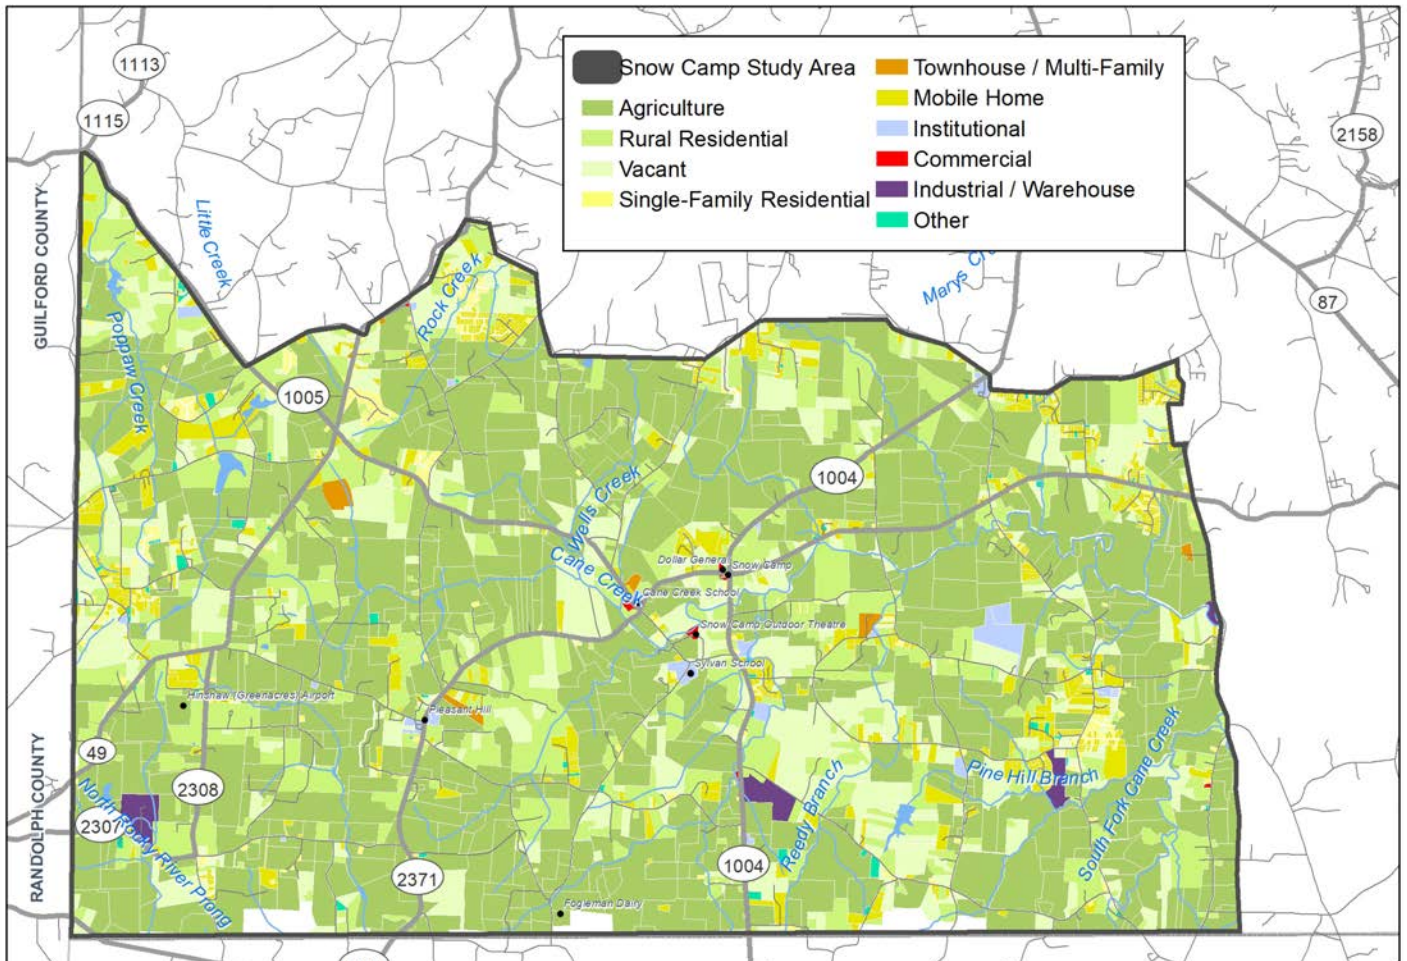 1113
1115
2158
Snow Camp Study Area
Agriculture
Rural Residential
Vacant
Single-Family Residential
Townhouse / Multi-Family
Mobile Home
Institutional
Commercial
Industrial / Warehouse
Other
GUILFORD COUNTY
Little Creek
Rock Creek
Marys Cr
87
Poppaw Creek
1005
1004
Wells Creek
Cane Creek
Dollar General
Snow Camp
Cane Creek School
Snow Camp Outdoor Theatre
Sylvan School
Hinshaw (Greenacres) Airport
Pleasant Hill
RANDOLPH COUNTY
49
2308
2307
North Rocky River Prong
2371
1004
Reedy Branch
Pine Hill Branch
South Fork Cane Creek
Fogleman Dairy